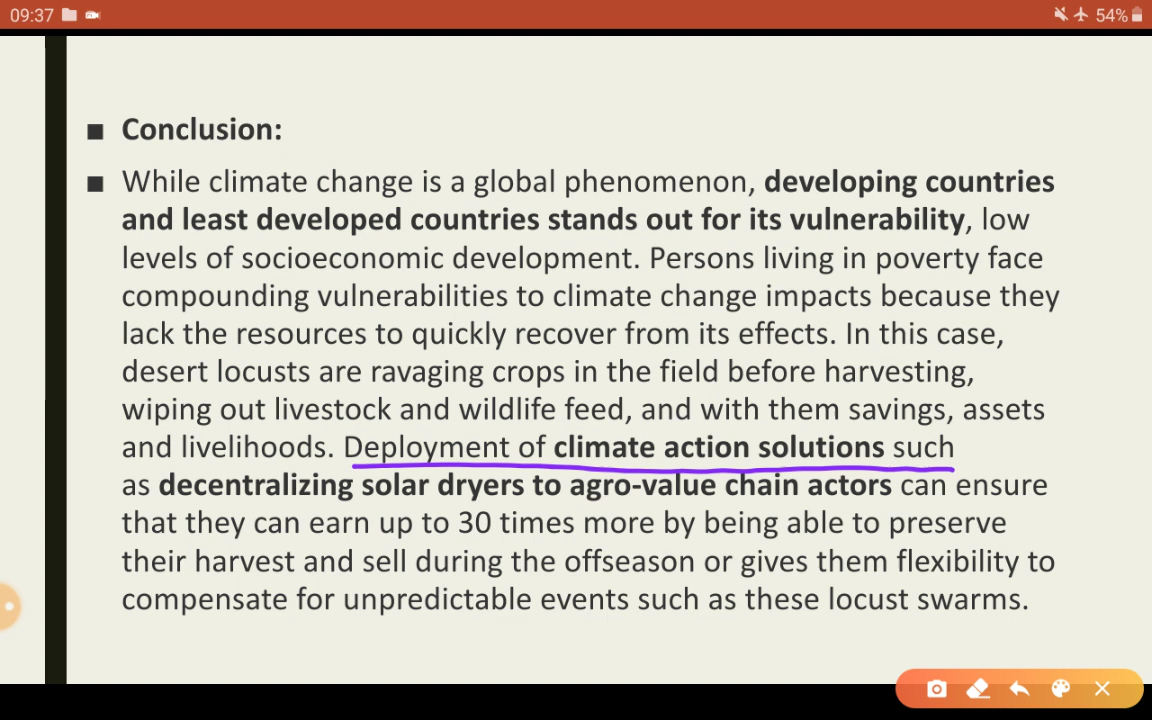 09:37 54%
Conclusion:
While climate change is a global phenomenon, developing countries
and least developed countries stands out for its vulnerability, low
levels of socioeconomic development. Persons living in poverty face
compounding vulnerabilities to climate change impacts because they
lack the resources to quickly recover from its effects. In this case,
desert locusts are ravaging crops in the field before harvesting,
wiping out livestock and wildlife feed, and with them savings, assets
and livelihoods. Deployment of climate action solutions such
as decentralizing solar dryers to agro-value chain actors can ensure
that they can earn up to 30 times more by being able to preserve
their harvest and sell during the offseason or gives them flexibility to
compensate for unpredictable events such as these locust swarms.